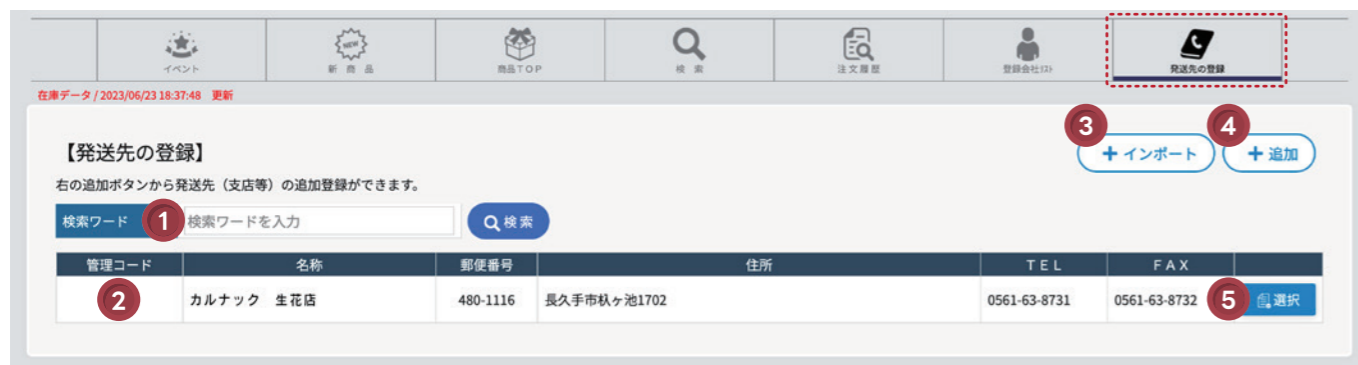 イベント
NEW
新 商 品
商品TOP
検 索
注文履歴
登録会社ﾘｽﾄ
発送先の登録
在庫データ / 2023/06/23 18:37:48 更新
【発送先の登録】
3
+ インポート
4
+ 追加
右の追加ボタンから発送先（支店等）の追加登録ができます。
検索ワード 1 検索ワードを入力 検 索
管理コード 名称 郵便番号 住所 ＴＥＬ ＦＡＸ
2 カルナック 生花店 480-1116 長久手市杁ヶ池1702 0561-63-8731 0561-63-8732 5 選択